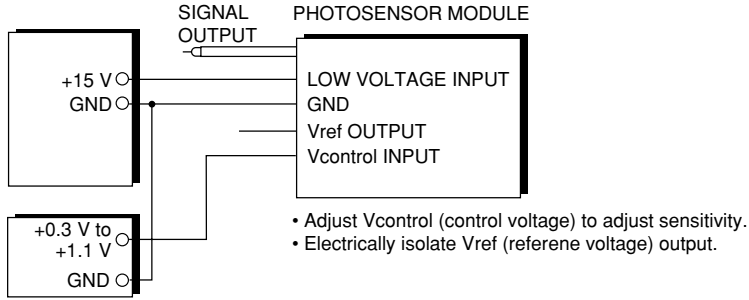 SIGNAL
OUTPUT
PHOTOSENSOR MODULE
+15 V
GND
LOW VOLTAGE INPUT
GND
Vref OUTPUT
Vcontrol INPUT
+0.3 V to
+1.1 V
GND
• Adjust Vcontrol (control voltage) to adjust sensitivity.
• Electrically isolate Vref (referene voltage) output.